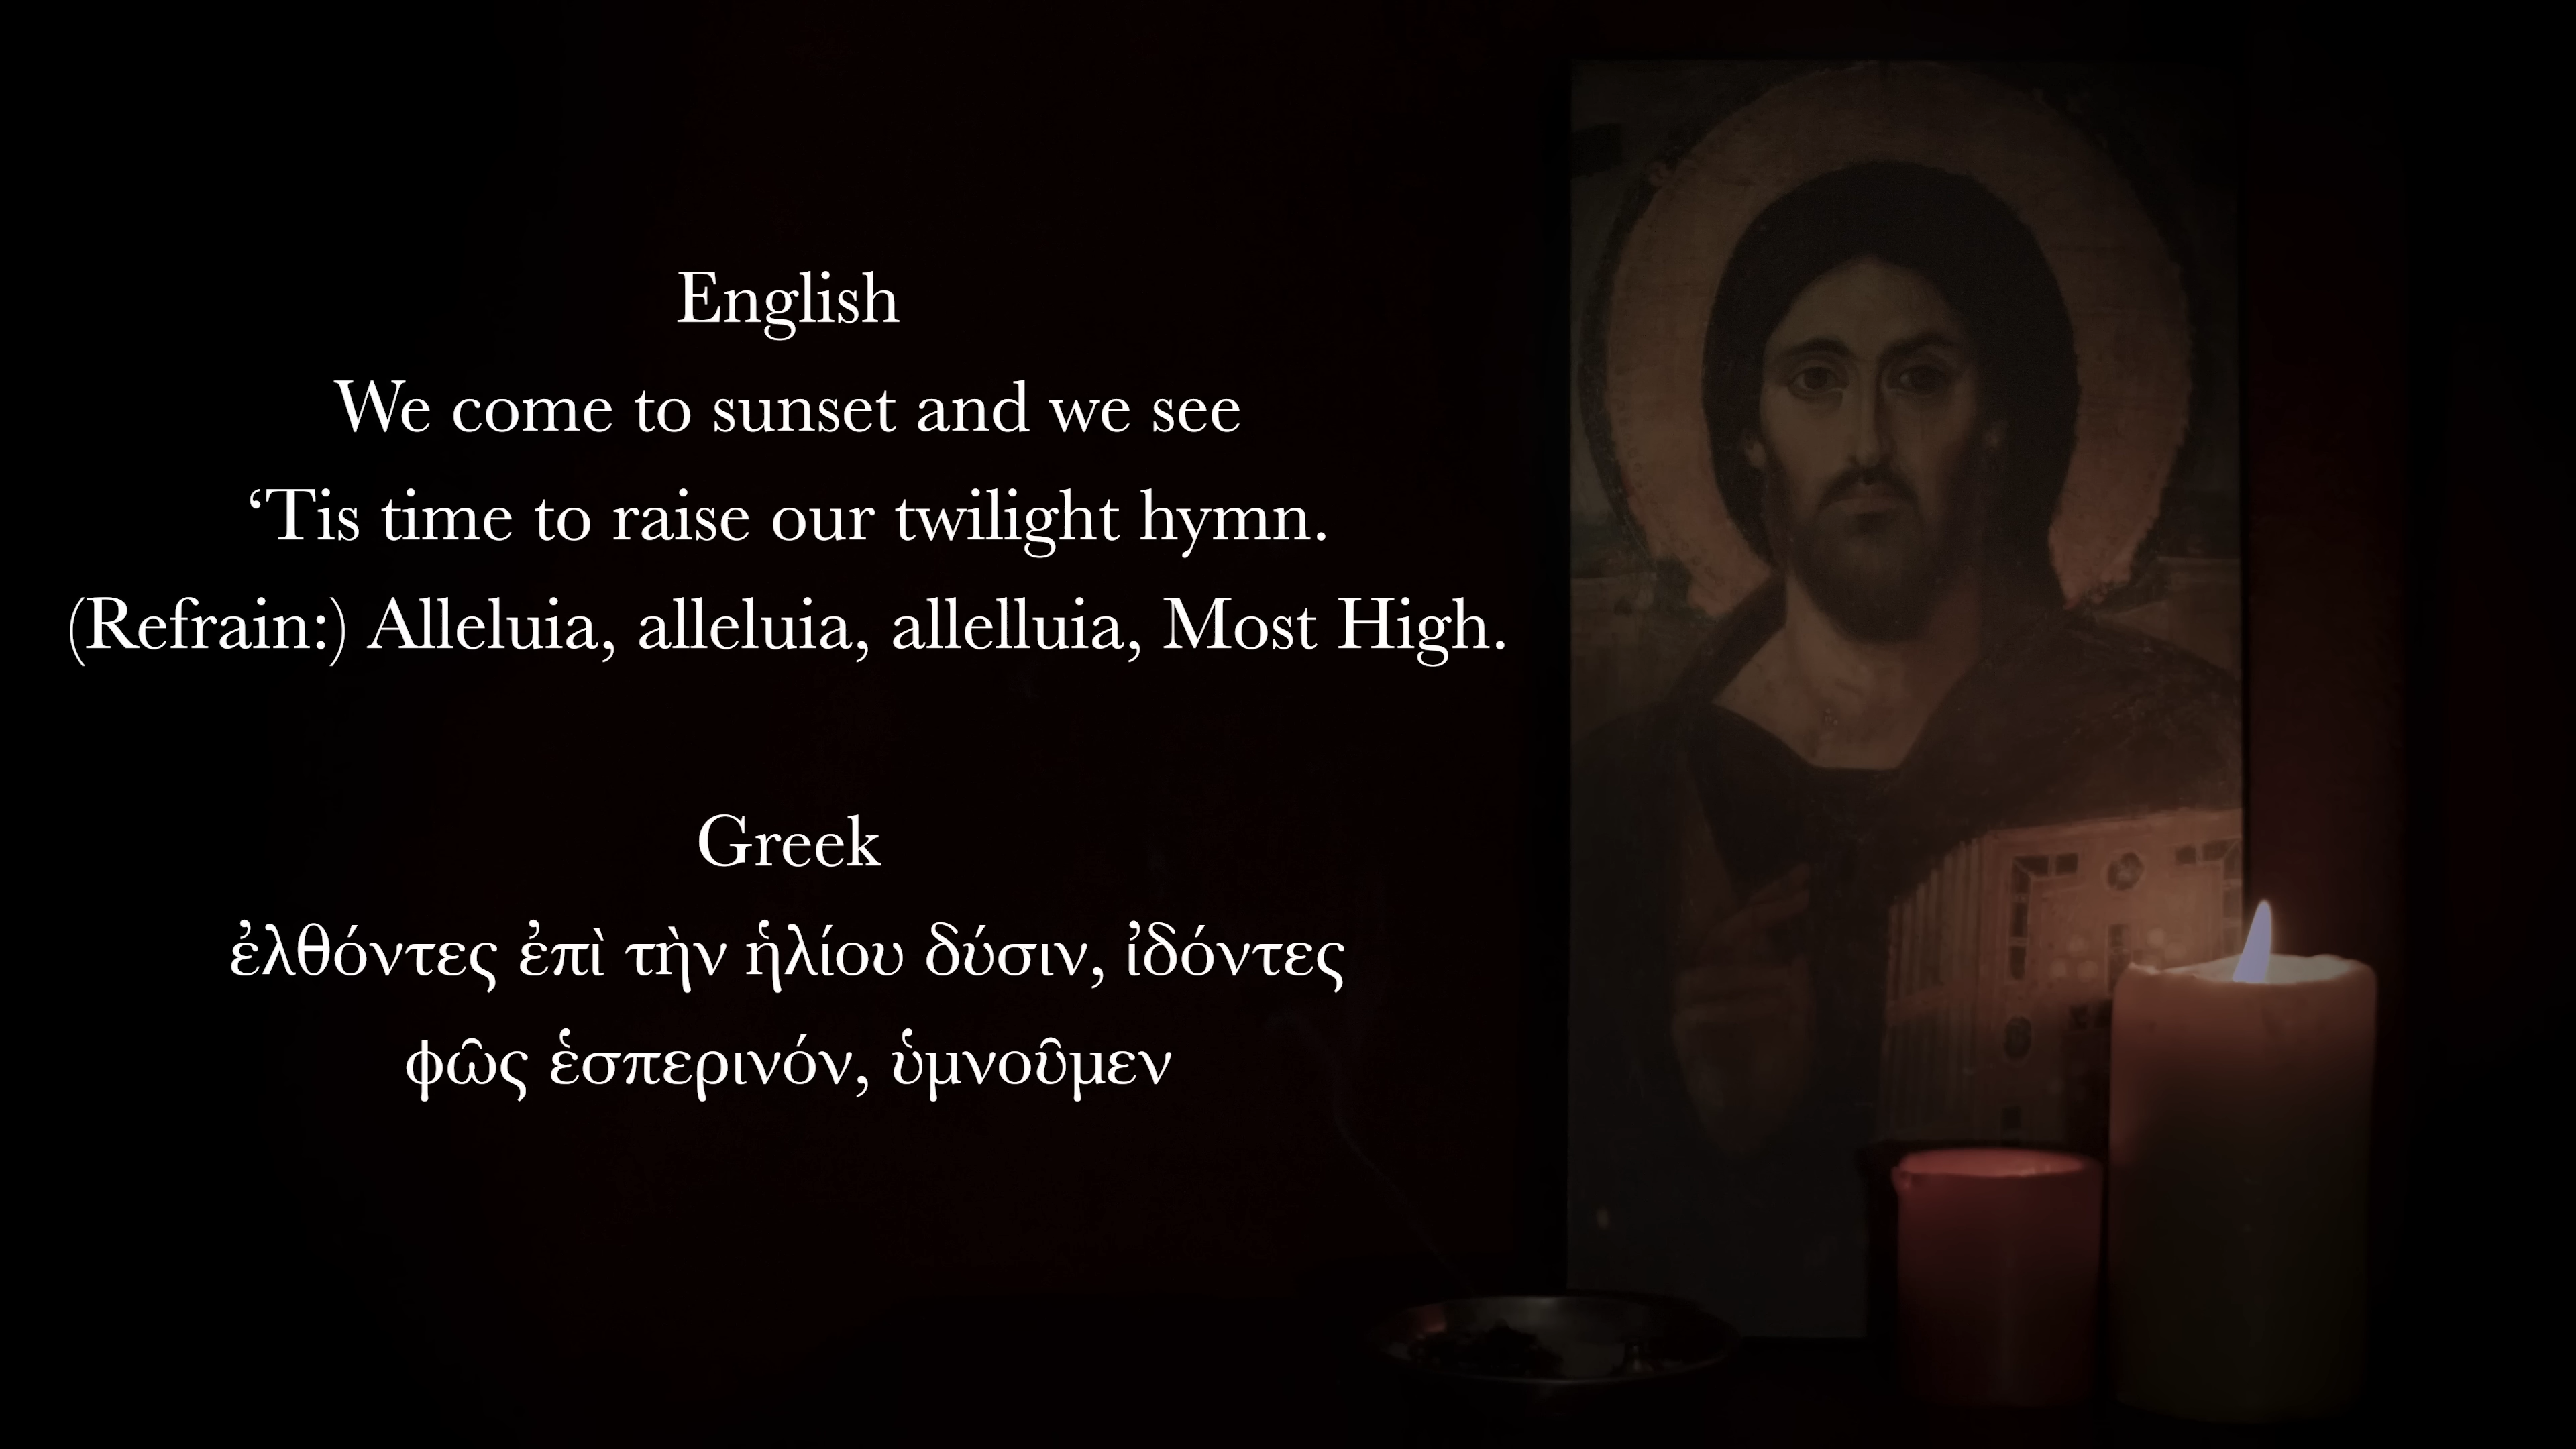 English
We come to sunset and we see
‘Tis time to raise our twilight hymn.
(Refrain:) Alleluia, alleluia, allelluia, Most High.
Greek
ἐλθόντες ἐπὶ τὴν ἡλίου δύσιν, ἰδόντες
φῶς ἑσπερινόν, ὑμνοῦμεν